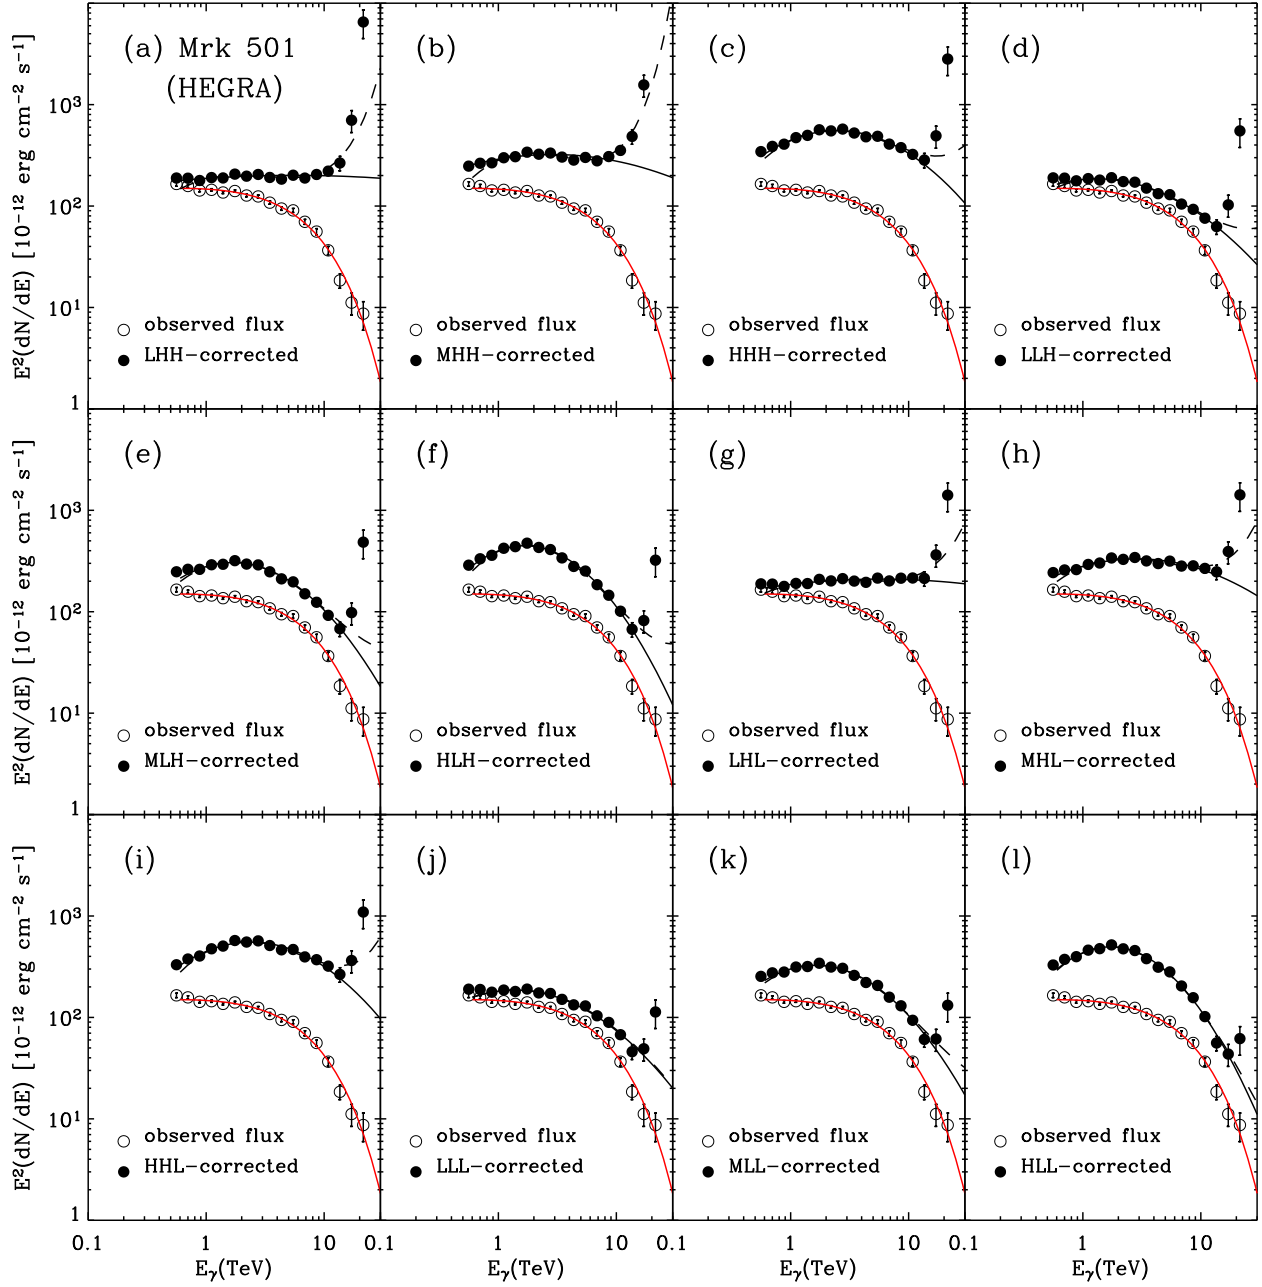 (a) Mrk 501
(HEGRA)
(b)
(c)
(d)
E²(dN/dE) [10⁻¹² erg cm⁻² s⁻¹]
10³
10²
10¹
1
observed flux
LHH-corrected
observed flux
MHH-corrected
observed flux
HHH-corrected
observed flux
LLH-corrected
(e)
(f)
(g)
(h)
E²(dN/dE) [10⁻¹² erg cm⁻² s⁻¹]
10³
10²
10¹
1
observed flux
MLH-corrected
observed flux
HLH-corrected
observed flux
LHL-corrected
observed flux
MHL-corrected
(i)
(j)
(k)
(l)
E²(dN/dE) [10⁻¹² erg cm⁻² s⁻¹]
10³
10²
10¹
1
observed flux
HHL-corrected
observed flux
LLL-corrected
observed flux
MLL-corrected
observed flux
HLL-corrected
0.1 1 10 0.1 1 10 0.1 1 10 0.1 1 10
Eγ(TeV) Eγ(TeV) Eγ(TeV) Eγ(TeV)